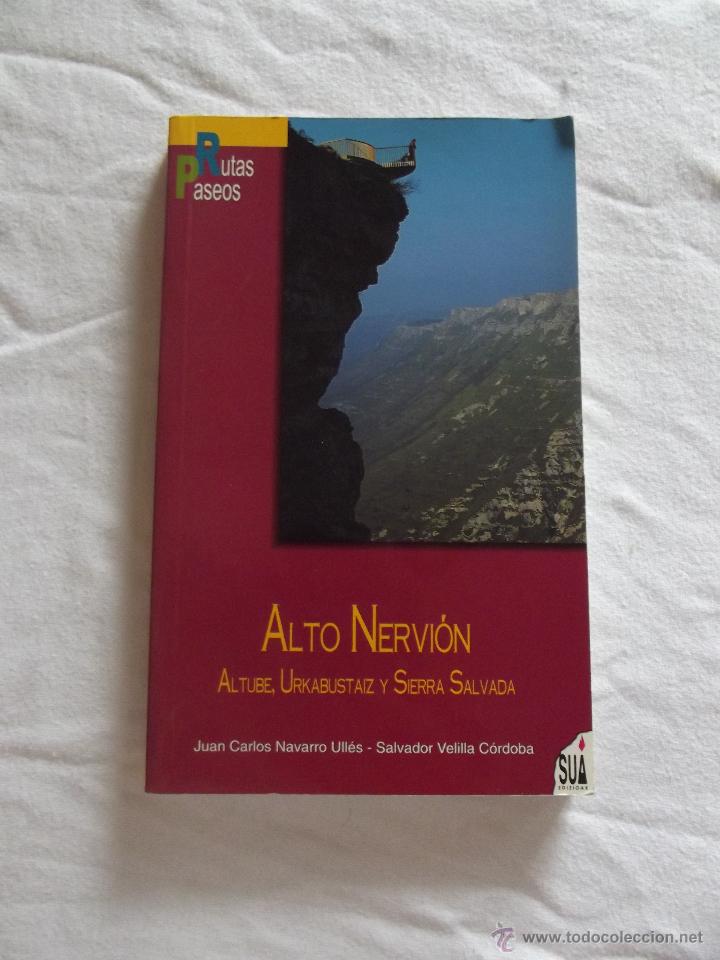 Rutas
Paseos
ALTO NERVIÓN
ALTUBE, URKABUSTAIZ Y SIERRA SALVADA
Juan Carlos Navarro Ullés - Salvador Velilla Córdoba
SUA
EDIZIOAK
© www.todocoleccion.net